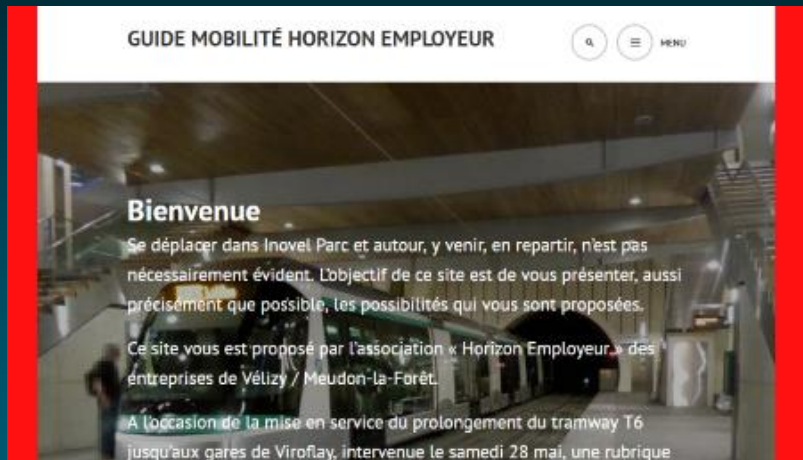 GUIDE MOBILITÉ HORIZON EMPLOYEUR
MENU
Bienvenue
Se déplacer dans Inovel Parc et autour, y venir, en repartir, n'est pas
nécessairement évident. L'objectif de ce site est de vous présenter, aussi
précisément que possible, les possibilités qui vous sont proposées.
Ce site vous est proposé par l'association « Horizon Employeur » des
entreprises de Vélizy / Meudon-la-Forêt.
A l'occasion de la mise en service du prolongement du tramway T6
jusqu'aux gares de Viroflay, intervenue le samedi 28 mai, une rubrique